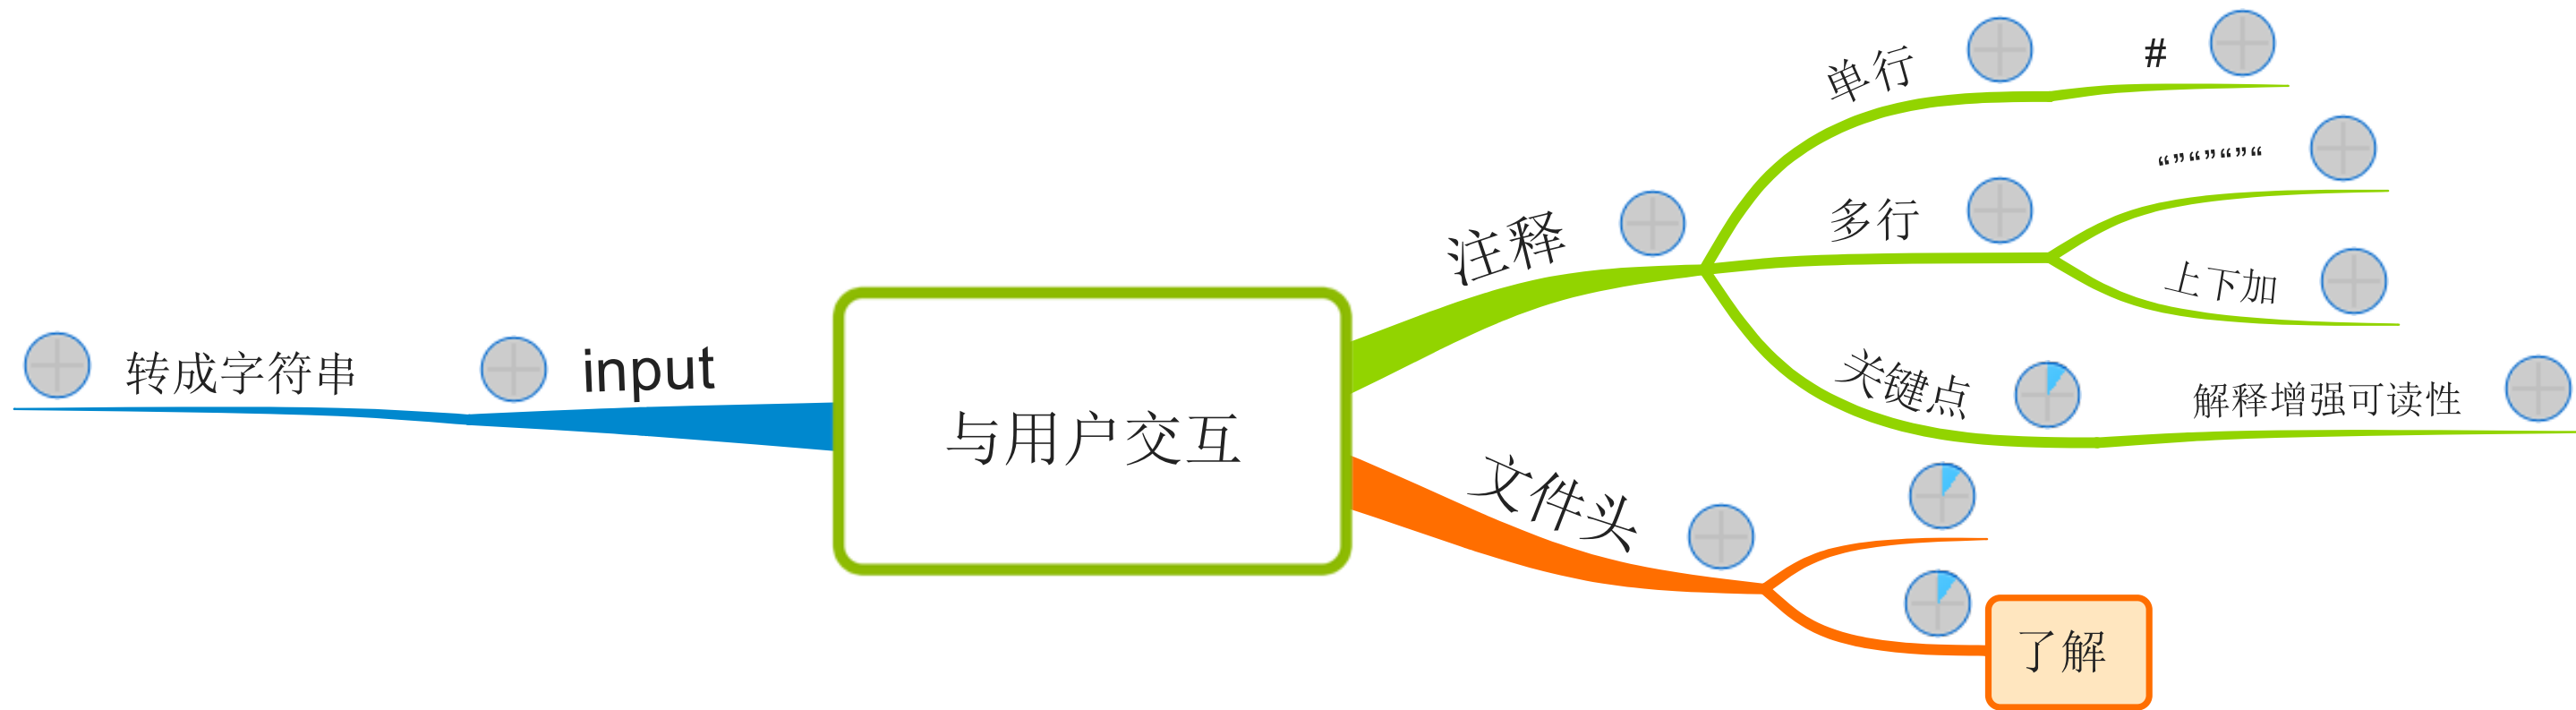 与用户交互
注释
单行
#
多行
“”“”“”“
上下加
关键点
解释增强可读性
文件头
了解
input
转成字符串